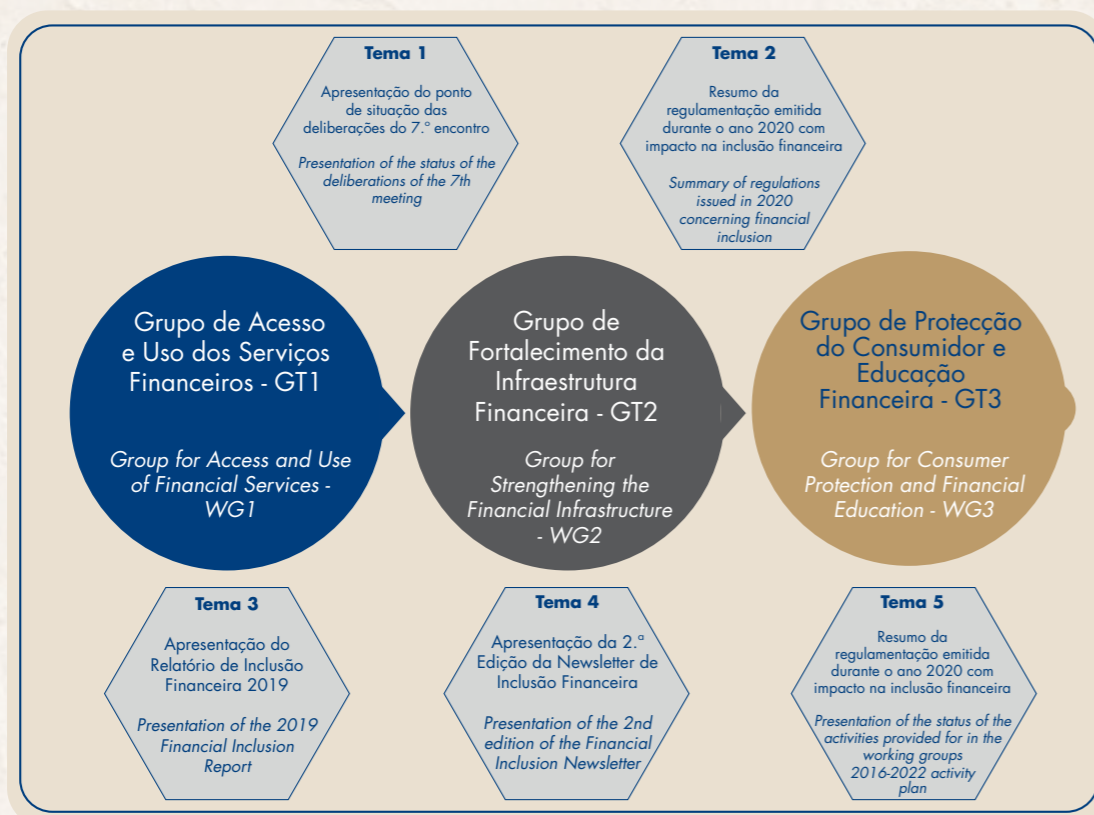 Tema 1
Apresentação do ponto
de situação das
deliberações do 7.º encontro
Presentation of the status of the
deliberations of the 7th
meeting
Tema 2
Resumo da
regulamentação emitida
durante o ano 2020 com
impacto na inclusão financeira
Summary of regulations
issued in 2020
concerning financial
inclusion
Grupo de Acesso
e Uso dos Serviços
Financeiros - GT1
Group for Access and Use
of Financial Services -
WG1
Grupo de
Fortalecimento da
Infraestrutura
Financeira - GT2
Group for
Strengthening the
Financial Infrastructure
- WG2
Grupo de Protecção
do Consumidor e
Educação
Financeira - GT3
Group for Consumer
Protection and Financial
Education - WG3
Tema 3
Apresentação do
Relatório de Inclusão
Financeira 2019
Presentation of the 2019
Financial Inclusion
Report
Tema 4
Apresentação da 2.ª
Edição da Newsletter de
Inclusão Financeira
Presentation of the 2nd
edition of the Financial
Inclusion Newsletter
Tema 5
Resumo da
regulamentação emitida
durante o ano 2020 com
impacto na inclusão financeira
Presentation of the status of the
activities provided for in the
working groups
2016-2022 activity
plan